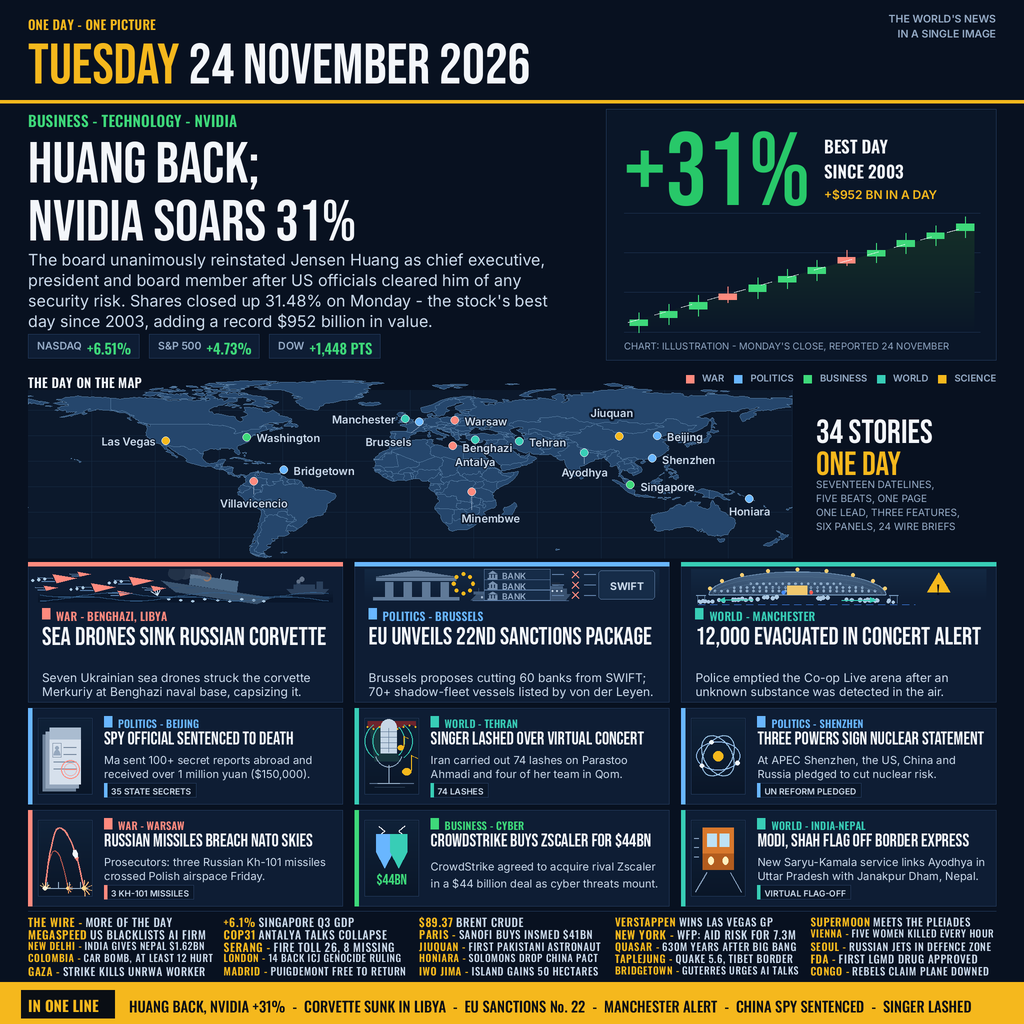 ONE DAY - ONE PICTURE
THE WORLD'S NEWS
IN A SINGLE IMAGE
TUESDAY 24 NOVEMBER 2026
BUSINESS - TECHNOLOGY - NVIDIA
HUANG BACK;
NVIDIA SOARS 31%
The board unanimously reinstated Jensen Huang as chief executive,
president and board member after US officials cleared him of any
security risk. Shares closed up 31.48% on Monday - the stock's best
day since 2003, adding a record $952 billion in value.
NASDAQ +6.51%
S&P 500 +4.73%
DOW +1,448 PTS
+31%
BEST DAY
SINCE 2003
+$952 BN IN A DAY
CHART: ILLUSTRATION - MONDAY'S CLOSE, REPORTED 24 NOVEMBER
THE DAY ON THE MAP
WAR
POLITICS
BUSINESS
WORLD
SCIENCE
Las Vegas
Washington
Bridgetown
Villavicencio
Manchester
Brussels
Warsaw
Benghazi
Antalya
Minembwe
Tehran
Jiuquan
Beijing
Shenzhen
Ayodhya
Singapore
Honiara
34 STORIES
ONE DAY
SEVENTEEN DATELINES,
FIVE BEATS, ONE PAGE
ONE LEAD, THREE FEATURES,
SIX PANELS, 24 WIRE BRIEFS
WAR - BENGHAZI, LIBYA
SEA DRONES SINK RUSSIAN CORVETTE
Seven Ukrainian sea drones struck the corvette
Merkuriy at Benghazi naval base, capsizing it.
BANK
BANK
BANK
SWIFT
POLITICS - BRUSSELS
EU UNVEILS 22ND SANCTIONS PACKAGE
Brussels proposes cutting 60 banks from SWIFT;
70+ shadow-fleet vessels listed by von der Leyen.
WORLD - MANCHESTER
12,000 EVACUATED IN CONCERT ALERT
Police emptied the Co-op Live arena after an
unknown substance was detected in the air.
POLITICS - BEIJING
SPY OFFICIAL SENTENCED TO DEATH
Ma sent 100+ secret reports abroad and
received over 1 million yuan ($150,000).
35 STATE SECRETS
WORLD - TEHRAN
SINGER LASHED OVER VIRTUAL CONCERT
Iran carried out 74 lashes on Parastoo
Ahmadi and four of her team in Qom.
74 LASHES
POLITICS - SHENZHEN
THREE POWERS SIGN NUCLEAR STATEMENT
At APEC Shenzhen, the US, China and
Russia pledged to cut nuclear risk.
UN REFORM PLEDGED
WAR - WARSAW
RUSSIAN MISSILES BREACH NATO SKIES
Prosecutors: three Russian Kh-101 missiles
crossed Polish airspace Friday.
3 KH-101 MISSILES
$44BN
BUSINESS - CYBER
CROWDSTRIKE BUYS ZSCALER FOR $44BN
CrowdStrike agreed to acquire rival Zscaler
in a $44 billion deal as cyber threats mount.
WORLD - INDIA-NEPAL
MODI, SHAH FLAG OFF BORDER EXPRESS
New Saryu-Kamala service links Ayodhya in
Uttar Pradesh with Janakpur Dham, Nepal.
VIRTUAL FLAG-OFF
THE WIRE - MORE OF THE DAY
MEGASPEED US BLACKLISTS AI FIRM
NEW DELHI - INDIA GIVES NEPAL $1.62BN
COLOMBIA - CAR BOMB, AT LEAST 12 HURT
GAZA - STRIKE KILLS UNRWA WORKER
+6.1% SINGAPORE Q3 GDP
COP31 ANTALYA TALKS COLLAPSE
SERANG - FIRE TOLL 26, 8 MISSING
LONDON - 14 BACK ICJ GENOCIDE RULING
MADRID - PUIGDEMONT FREE TO RETURN
$89.37 BRENT CRUDE
PARIS - SANOFI BUYS INSMED $41BN
JIUQUAN - FIRST PAKISTANI ASTRONAUT
HONIARA - SOLOMONS DROP CHINA PACT
IWO JIMA - ISLAND GAINS 50 HECTARES
VERSTAPPEN WINS LAS VEGAS GP
NEW YORK - WFP: AID RISK FOR 7.3M
QUASAR - 630M YEARS AFTER BIG BANG
TAPLEJUNG - QUAKE 5.6, TIBET BORDER
BRIDGETOWN - GUTERRES URGES AI TALKS
SUPERMOON MEETS THE PLEIADES
VIENNA - FIVE WOMEN KILLED EVERY HOUR
SEOUL - RUSSIAN JETS IN DEFENCE ZONE
FDA - FIRST LGMD DRUG APPROVED
CONGO - REBELS CLAIM PLANE DOWNED
IN ONE LINE
HUANG BACK, NVIDIA +31% - CORVETTE SUNK IN LIBYA - EU SANCTIONS No. 22 - MANCHESTER ALERT - CHINA SPY SENTENCED - SINGER LASHED